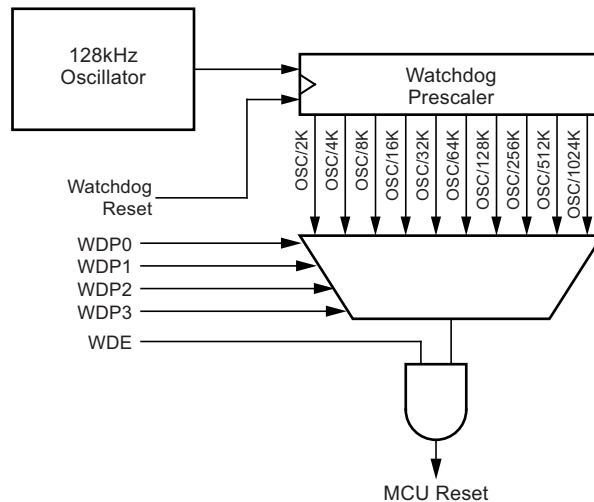 128kHz
Oscillator
Watchdog
Prescaler
OSC/2K
OSC/4K
OSC/8K
OSC/16K
OSC/32K
OSC/64K
OSC/128K
OSC/256K
OSC/512K
OSC/1024K
Watchdog
Reset
WDP0
WDP1
WDP2
WDP3
WDE
MCU Reset